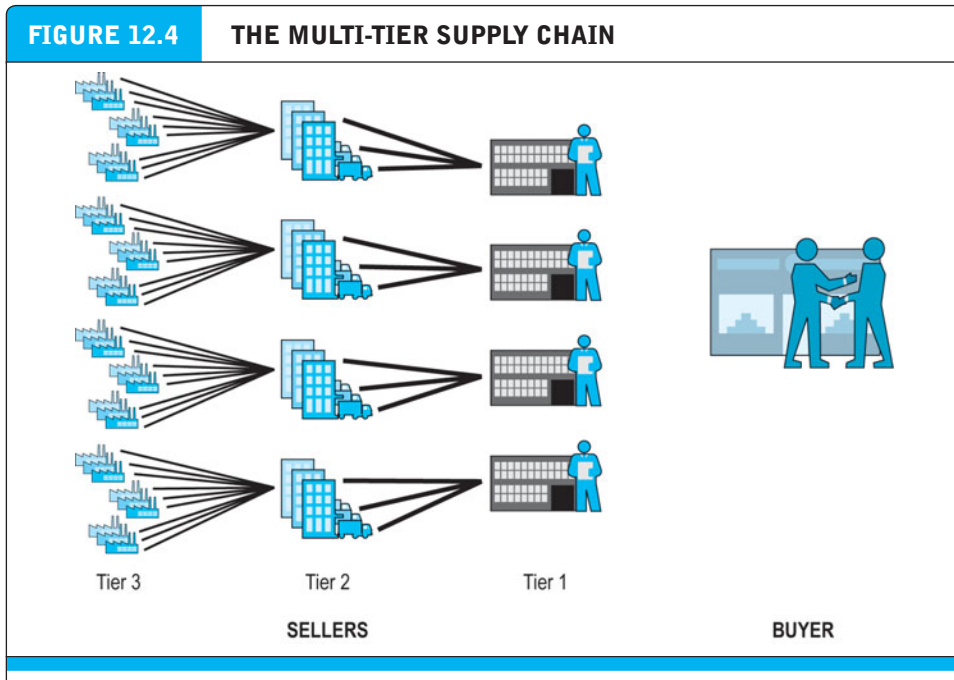 FIGURE 12.4 THE MULTI-TIER SUPPLY CHAIN
Tier 3 Tier 2 Tier 1
SELLERS BUYER